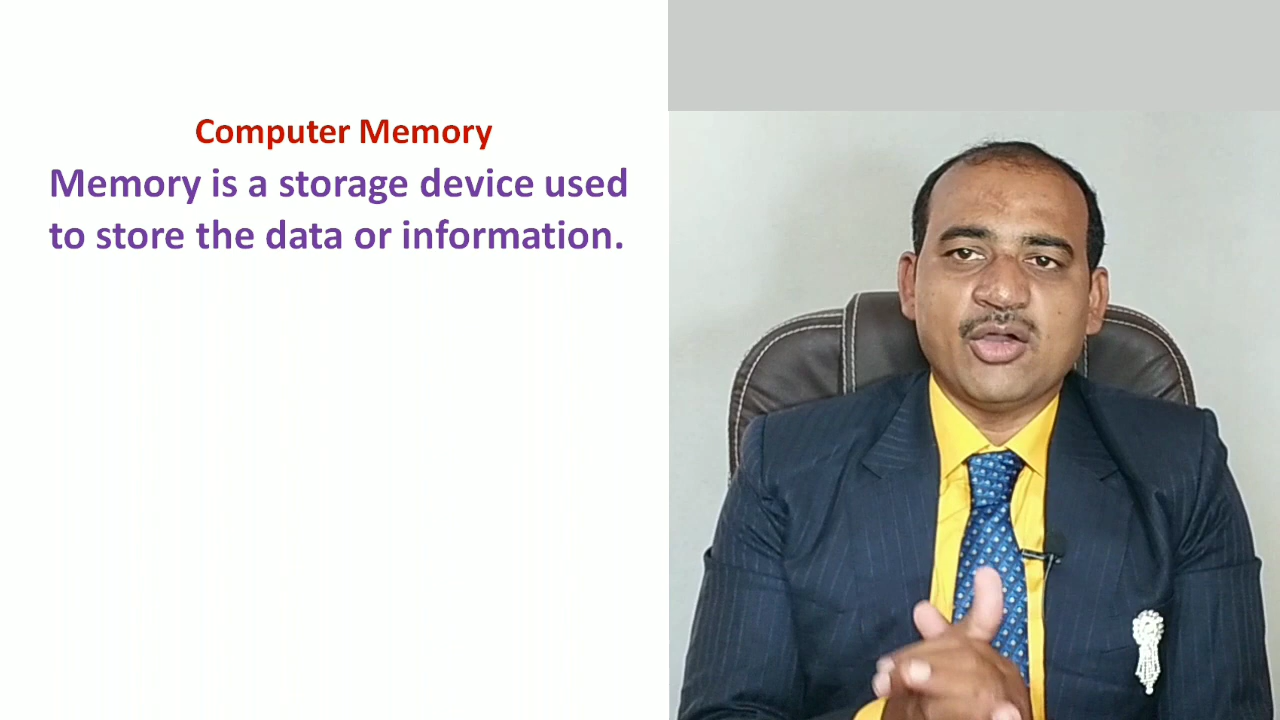 Computer Memory
Memory is a storage device used
to store the data or information.